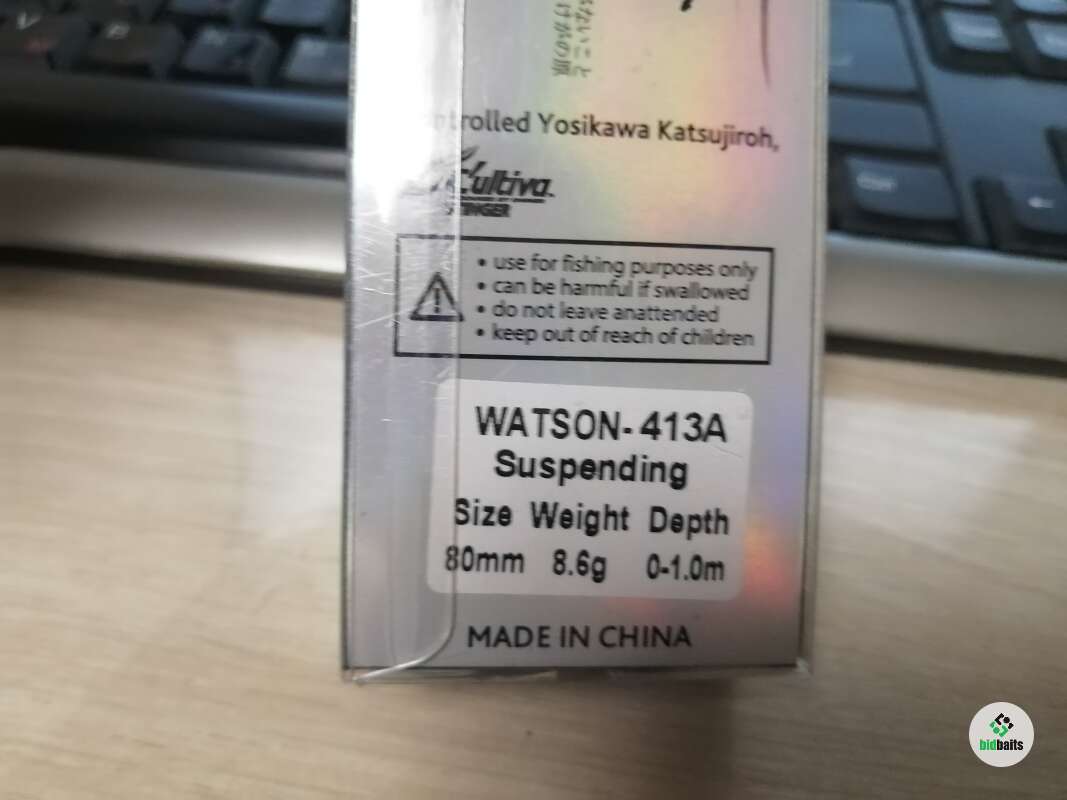 rolled Yosikawa Katsujiroh,
Cultiva
• use for fishing purposes only
• can be harmful if swallowed
• do not leave anattended
• keep out of reach of children
WATSON-413A
Suspending
Size Weight Depth
80mm 8.6g 0-1.0m
MADE IN CHINA
bidbaits